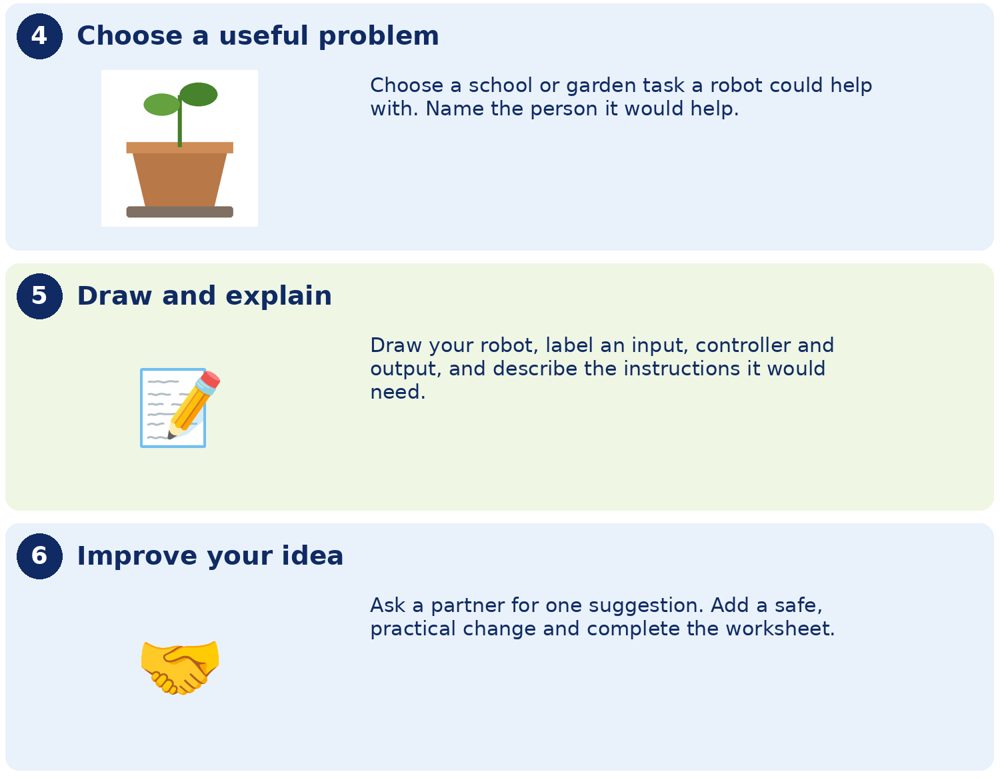 4 Choose a useful problem
Choose a school or garden task a robot could help
with. Name the person it would help.
5 Draw and explain
Draw your robot, label an input, controller and
output, and describe the instructions it would
need.
6 Improve your idea
Ask a partner for one suggestion. Add a safe,
practical change and complete the worksheet.